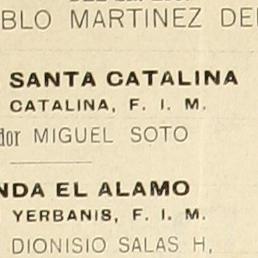 BLO MARTINEZ DE
SANTA CATALINA
CATALINA, F. I. M.
dor MIGUEL SOTO
NDA EL ALAMO
YERBANIS, F. I. M.
DIONISIO SALAS H,